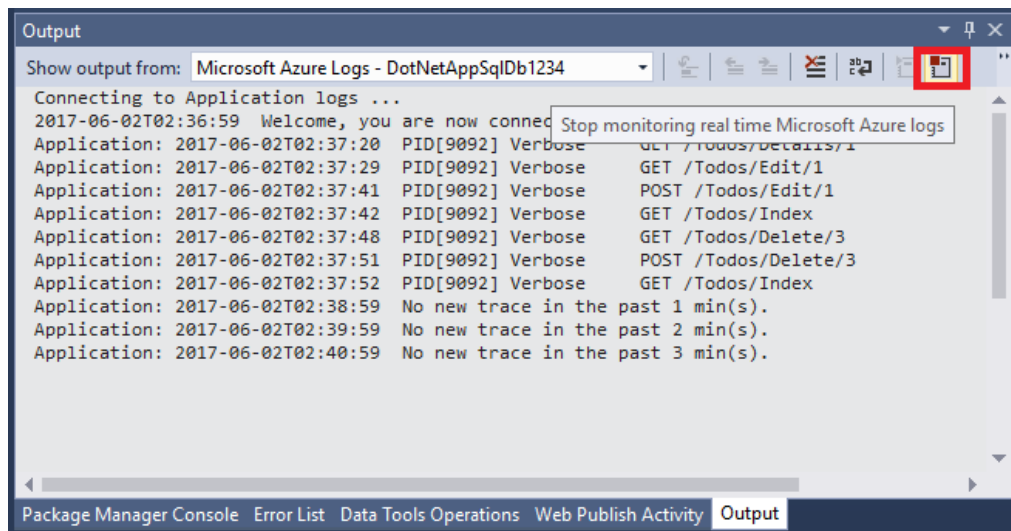 Output
Show output from: Microsoft Azure Logs - DotNetAppSqlDb1234
Connecting to Application logs ...
2017-06-02T02:36:59 Welcome, you are now connec
Stop monitoring real time Microsoft Azure logs
Application: 2017-06-02T02:37:20 PID[9092] Verbose GET /Todos/Details/1
Application: 2017-06-02T02:37:29 PID[9092] Verbose GET /Todos/Edit/1
Application: 2017-06-02T02:37:41 PID[9092] Verbose POST /Todos/Edit/1
Application: 2017-06-02T02:37:42 PID[9092] Verbose GET /Todos/Index
Application: 2017-06-02T02:37:48 PID[9092] Verbose GET /Todos/Delete/3
Application: 2017-06-02T02:37:51 PID[9092] Verbose POST /Todos/Delete/3
Application: 2017-06-02T02:37:52 PID[9092] Verbose GET /Todos/Index
Application: 2017-06-02T02:38:59 No new trace in the past 1 min(s).
Application: 2017-06-02T02:39:59 No new trace in the past 2 min(s).
Application: 2017-06-02T02:40:59 No new trace in the past 3 min(s).
Package Manager Console Error List Data Tools Operations Web Publish Activity Output